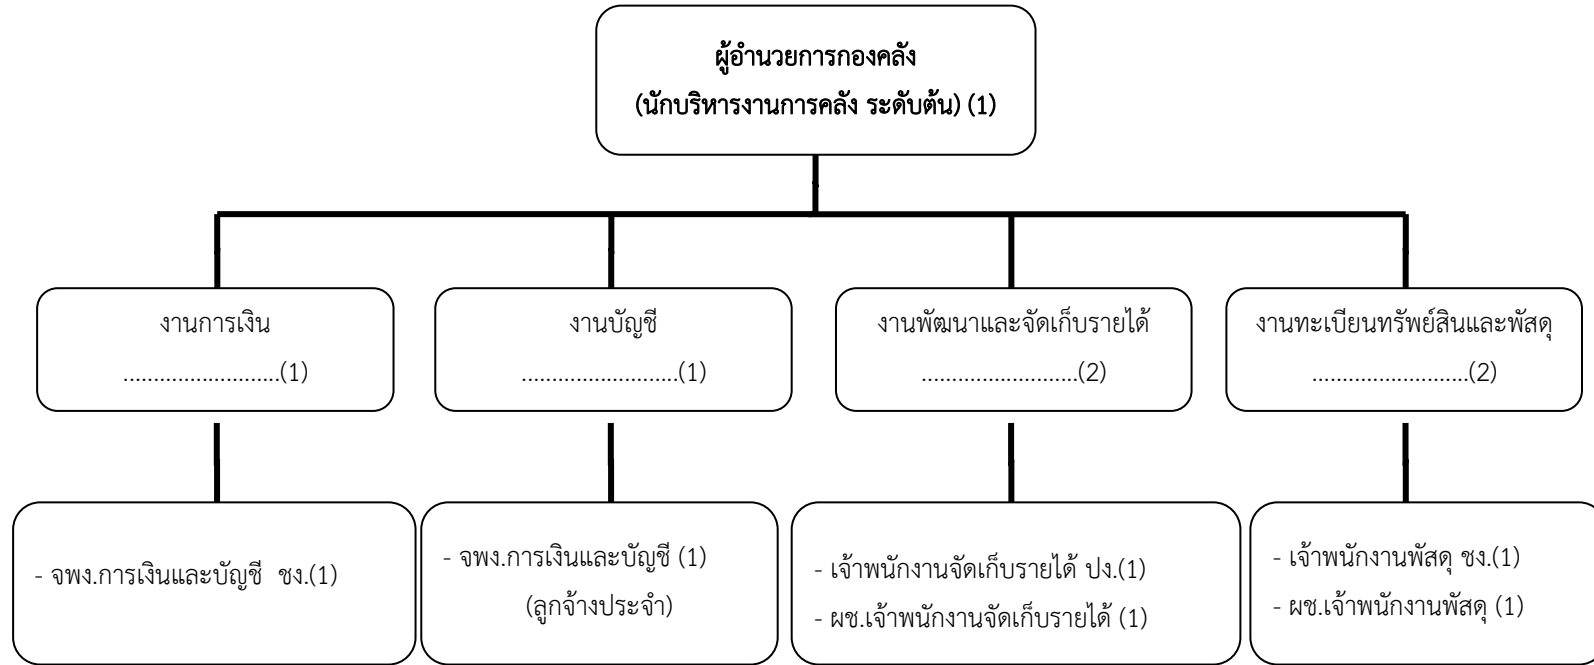 ผู้อำนวยการกองคลัง
(นักบริหารงานการคลัง ระดับต้น) (1)
งานการเงิน
..........................(1)
งานบัญชี
..........................(1)
งานพัฒนาและจัดเก็บรายได้
..........................(2)
งานทะเบียนทรัพย์สินและพัสดุ
..........................(2)
- จพง.การเงินและบัญชี ชง.(1)
- จพง.การเงินและบัญชี (1)
(ลูกจ้างประจำ)
- เจ้าพนักงานจัดเก็บรายได้ ปง.(1)
- ผช.เจ้าพนักงานจัดเก็บรายได้ (1)
- เจ้าพนักงานพัสดุ ชง.(1)
- ผช.เจ้าพนักงานพัสดุ (1)